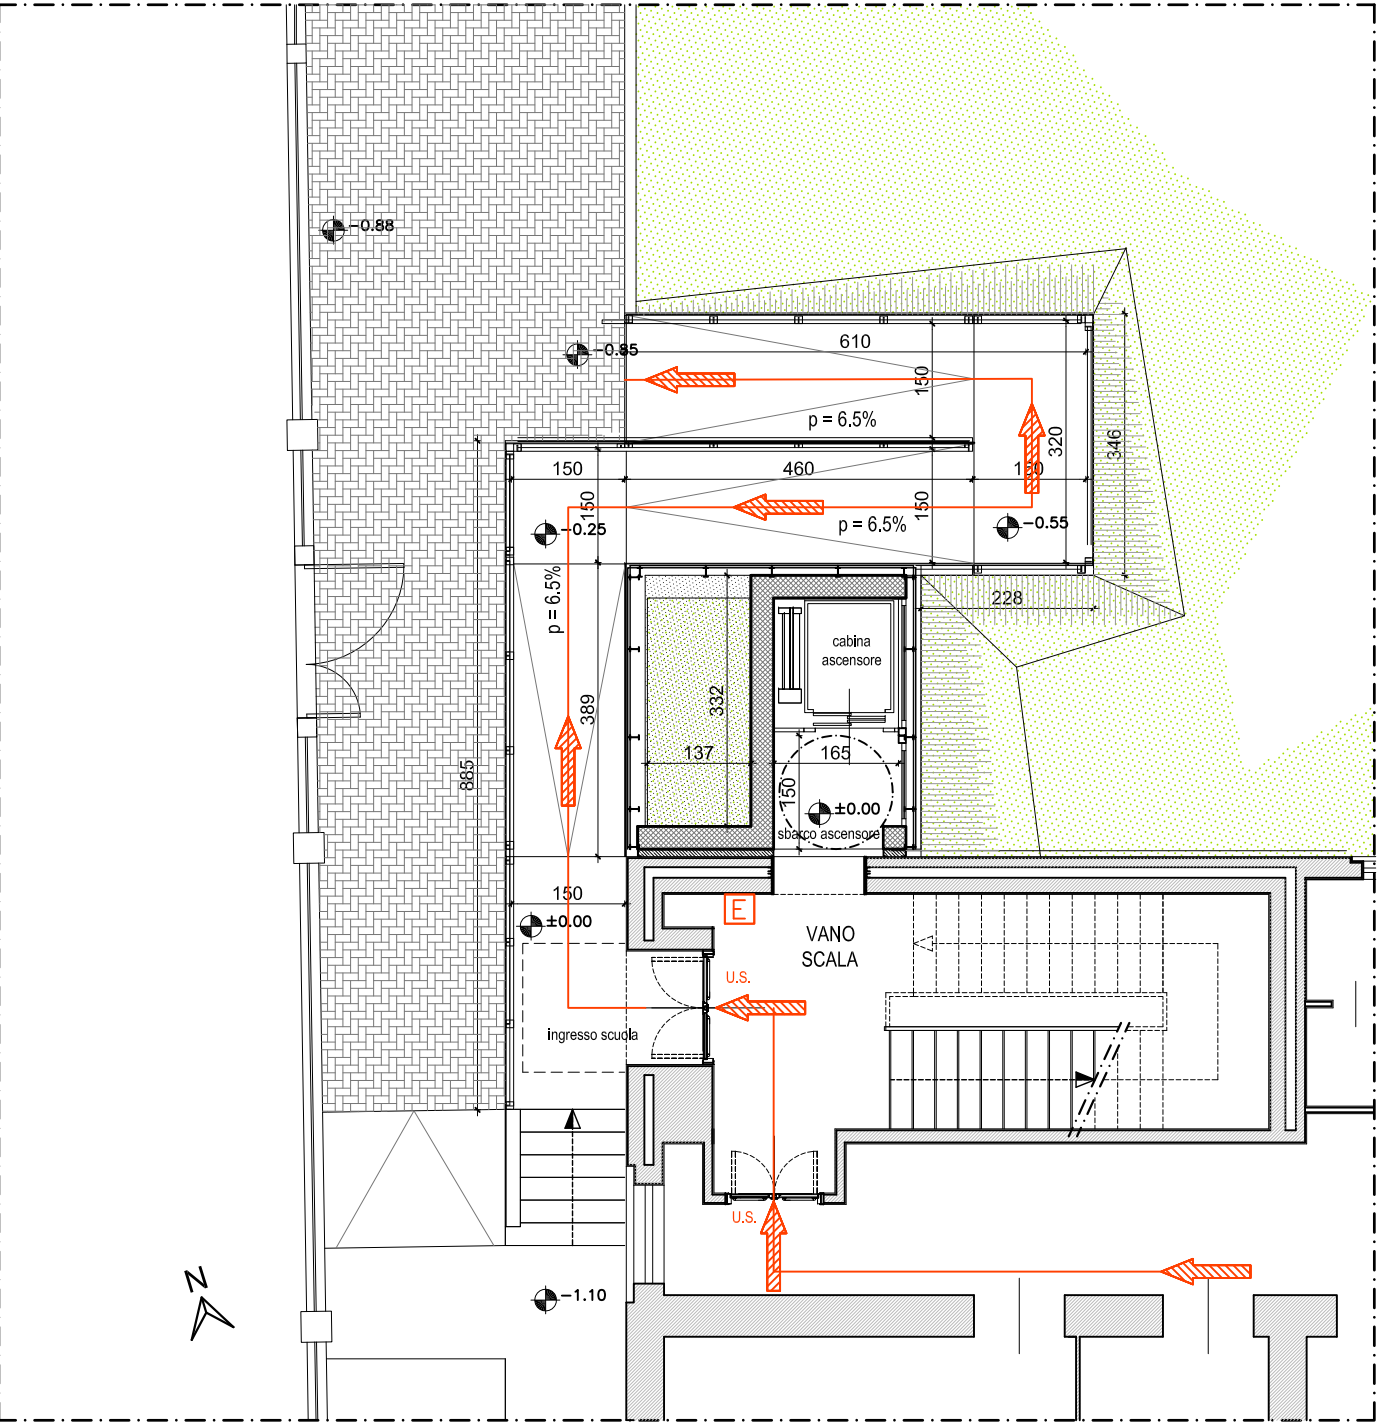 -0.88
-0.85
610
150
p = 6.5%
320
346
150
460
150
150
150
-0.25
p = 6.5%
-0.55
p = 6.5%
228
cabina
ascensore
332
389
137
165
885
150
±0.00
sbarco ascensore
150
±0.00
E
VANO
SCALA
U.S.
ingresso scuola
U.S.
N
-1.10